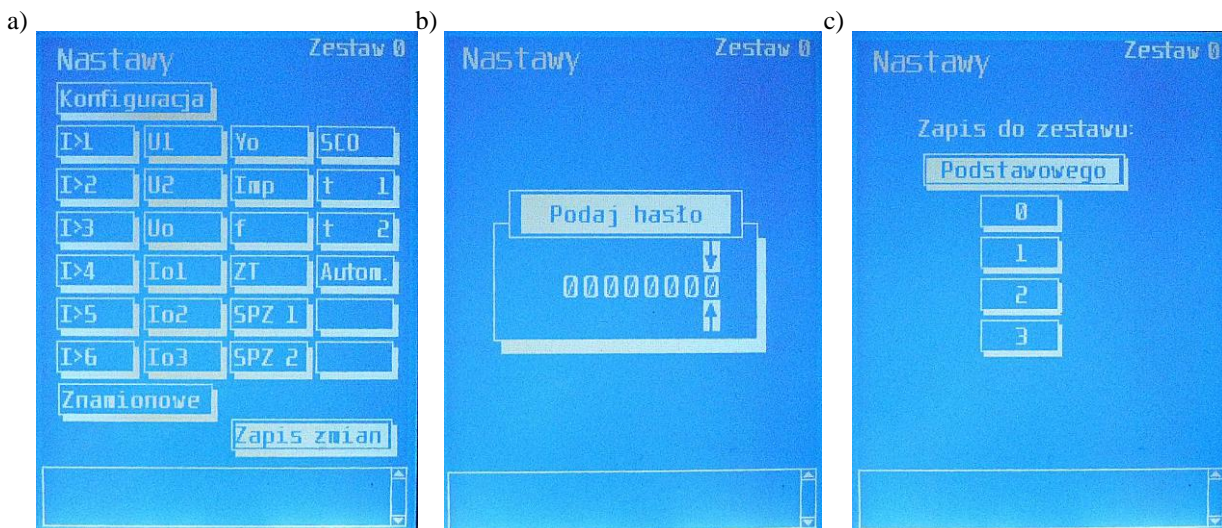 a)
Nastawy Zestaw 0
Konfiguracja
I>1 U1 Yo SCO
I>2 U2 Imp t 1
I>3 Uo f t 2
I>4 Io1 ZT Autom.
I>5 Io2 SPZ 1
I>6 Io3 SPZ 2
Znamionowe
Zapis zmian
b)
Nastawy Zestaw 0
Podaj hasło
00000000
c)
Nastawy Zestaw 0
Zapis do zestawu:
Podstawowego
0
1
2
3